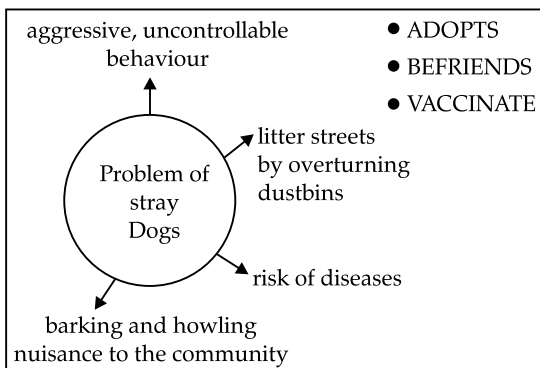 aggressive, uncontrollable
behaviour
● ADOPTS
● BEFRIENDS
● VACCINATE
litter streets
by overturning
dustbins
Problem of
stray
Dogs
risk of diseases
barking and howling
nuisance to the community